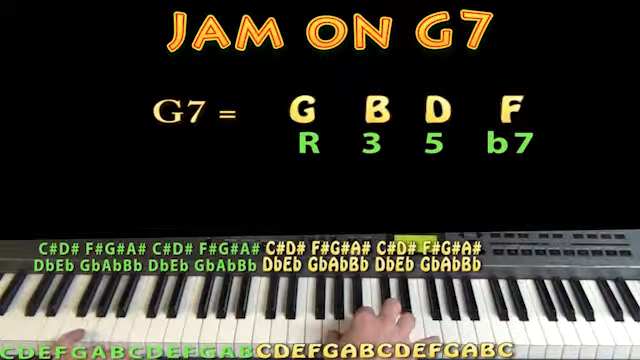 JAM ON G7
G7 = G B D F
R 3 5 b7
C#D# F#G#A# C#D# F#G#A# C#D# F#G#A# C#D# F#G#A#
DbEb GbAbBb DbEb GbAbBb DbEb GbAbBb DbEb GbAbBb
CDEFGABCDEFGABCDEFGABCDEFGABC